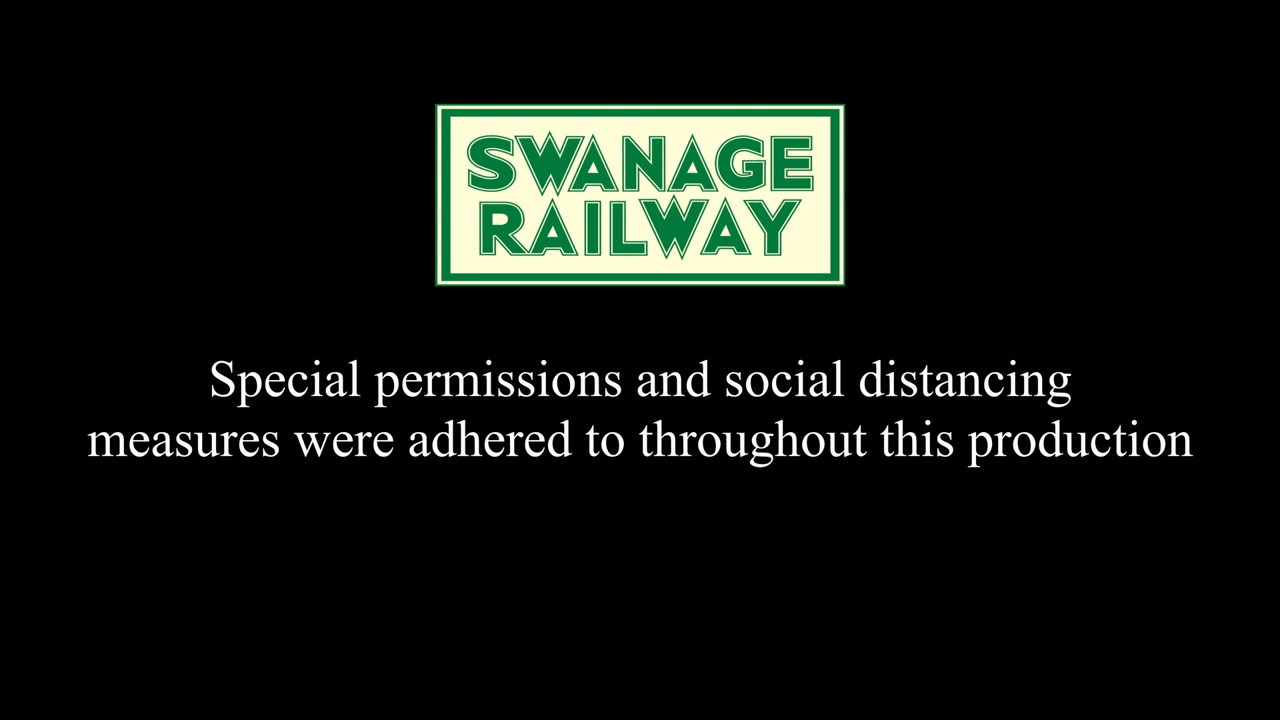 SWANAGE
RAILWAY
Special permissions and social distancing
measures were adhered to throughout this production